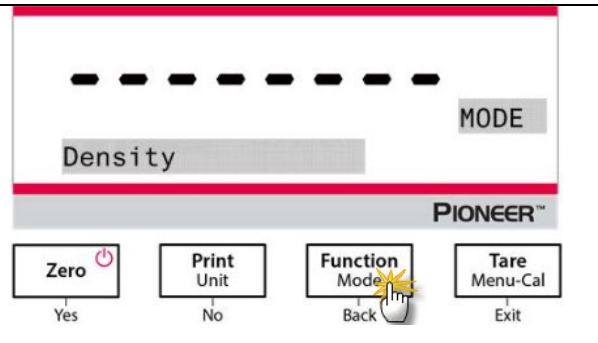 MODE
Density
PIONEER™
Zero
Print
Unit
Function
Mode
Tare
Menu-Cal
Yes
No
Back
Exit